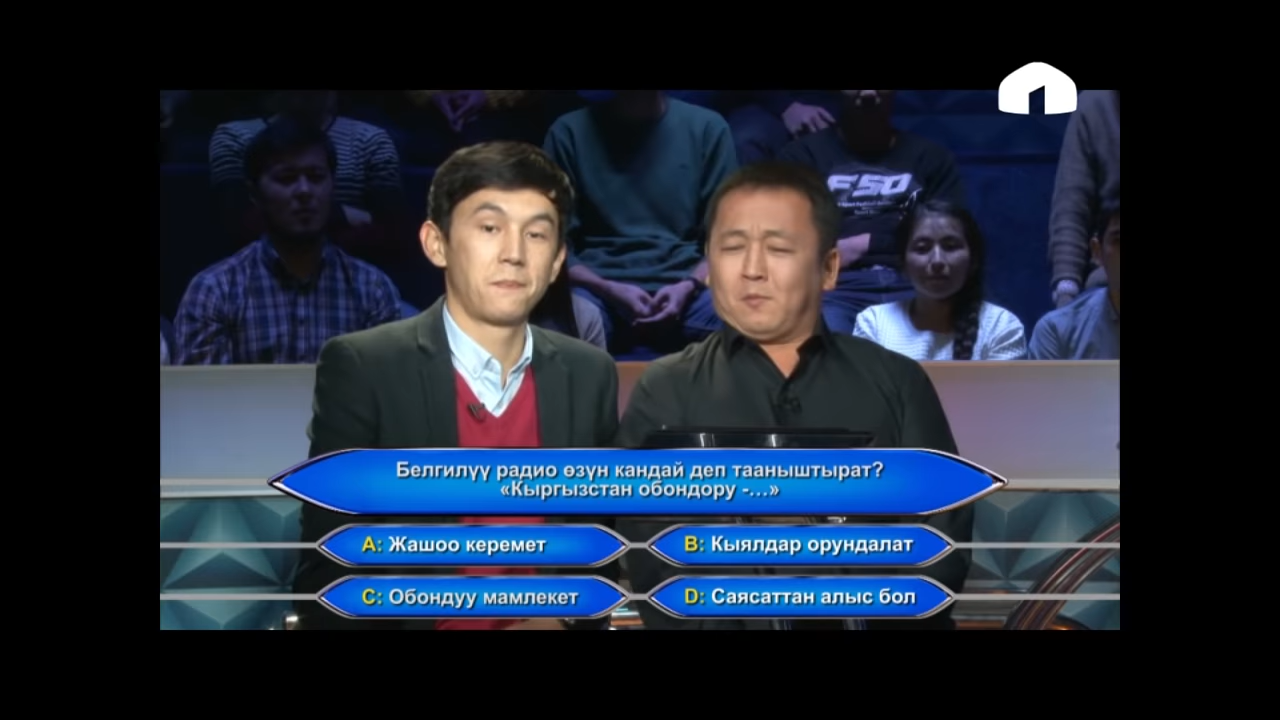 F50
Белгилүү радио өзүн кандай деп тааныштырат?
«Кыргызстан обондору -...»
A: Жашоо керемет
B: Кыялдар орундалат
C: Обондуу мамлекет
D: Саясаттан алыс бол